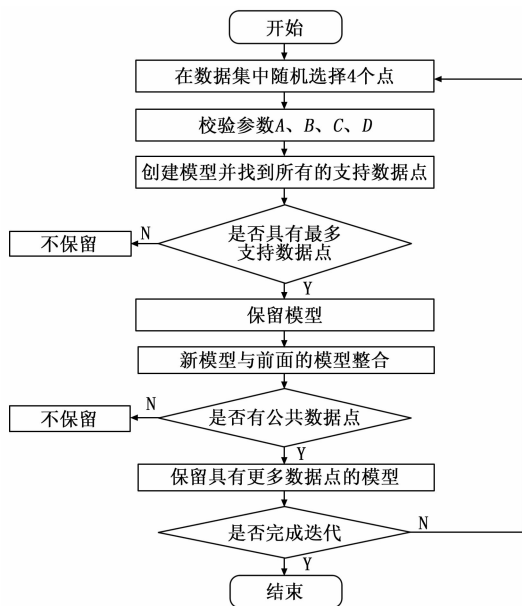 开始
在数据集中随机选择4个点
校验参数A、B、C、D
创建模型并找到所有的支持数据点
是否具有最多
支持数据点
N
不保留
Y
保留模型
新模型与前面的模型整合
是否有公共数据点
N
不保留
Y
保留具有更多数据点的模型
是否完成迭代
N
Y
结束